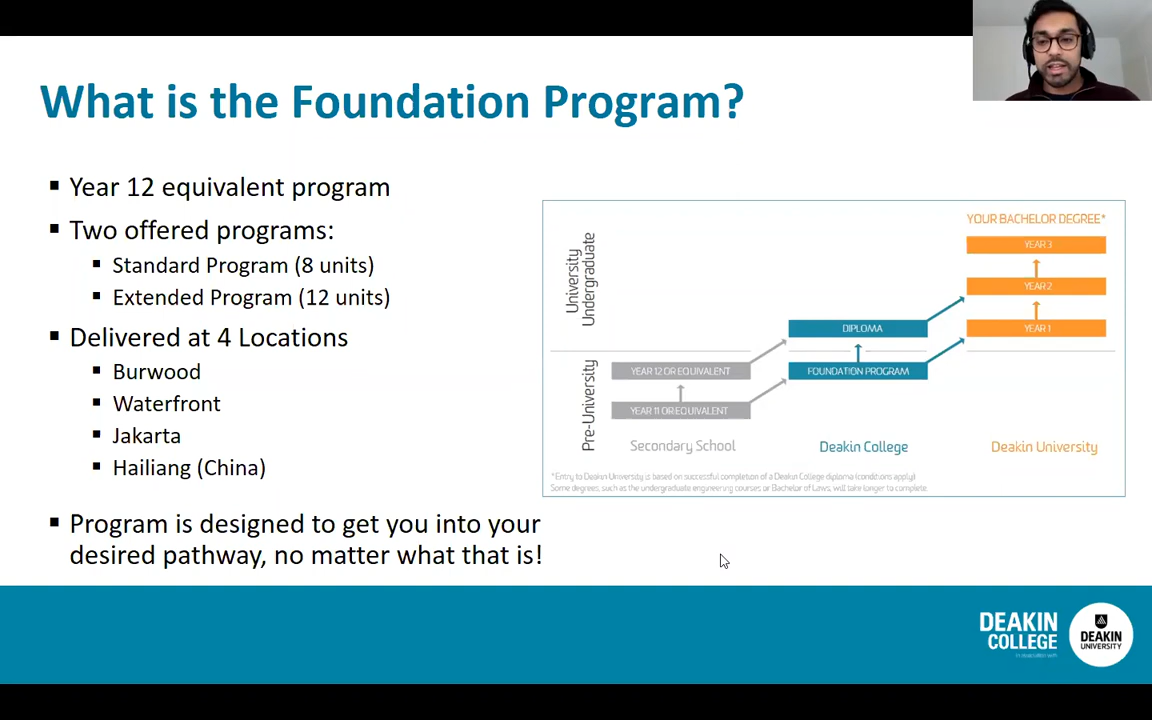 What is the Foundation Program?
Year 12 equivalent program
Two offered programs:
Standard Program (8 units)
Extended Program (12 units)
Delivered at 4 Locations
Burwood
Waterfront
Jakarta
Hailiang (China)
Program is designed to get you into your
desired pathway, no matter what that is!
University
Undergraduate
Pre-University
YOUR BACHELOR DEGREE*
YEAR 3
YEAR 2
DIPLOMA
YEAR 1
YEAR 12 OR EQUIVALENT
FOUNDATION PROGRAM
YEAR 11 OR EQUIVALENT
Secondary School
Deakin College
Deakin University
*Entry to Deakin University is based on successful completion of a Deakin College diploma (conditions apply)
Some degrees, such as the undergraduate engineering courses or Bachelor of Laws, will take longer to complete.
DEAKIN
COLLEGE
in association with
DEAKIN
UNIVERSITY